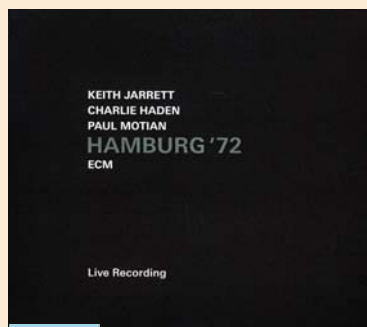 KEITH JARRETT
CHARLIE HADEN
PAUL MOTIAN
HAMBURG '72
ECM
Live Recording